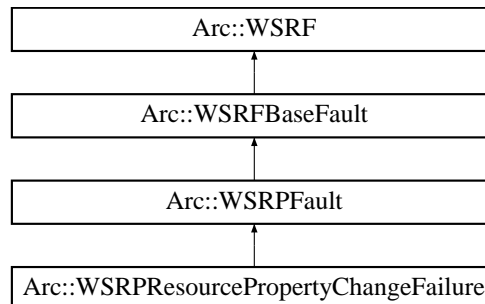 Arc::WSRF
Arc::WSRFBaseFault
Arc::WSRPFault
Arc::WSRPResourcePropertyChangeFailure